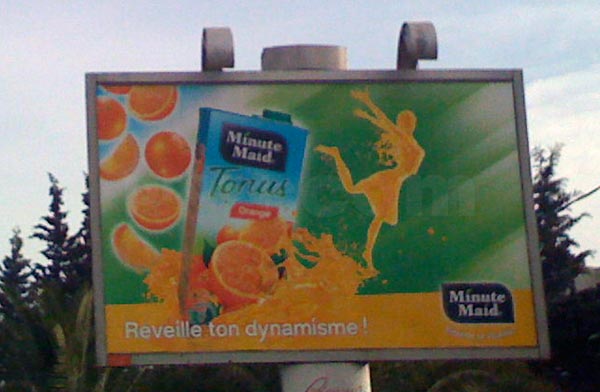 Minute
Maid
Tonus
Orange
Reveille ton dynamisme !
Minute
Maid